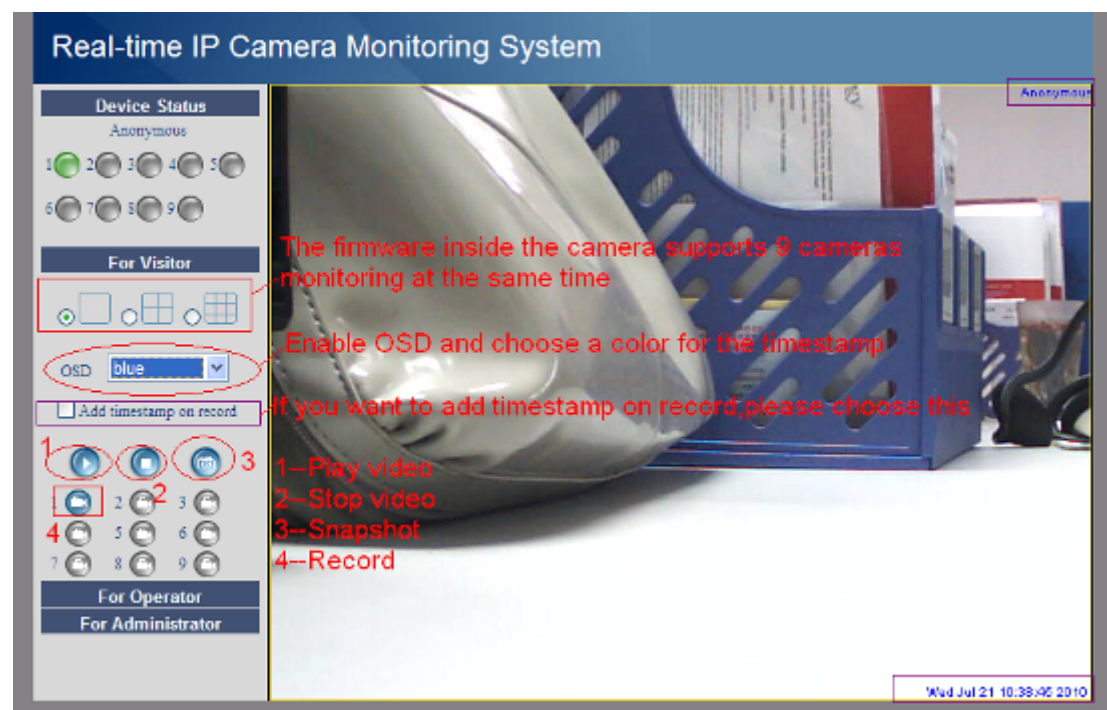 Real-time IP Camera Monitoring System
Device Status
Anonymous
1 2 3 4 5
6 7 8 9
For Visitor
OSD blue
Add timestamp on record
1 2 3
1 2 3
4 5 6
7 8 9
For Operator
For Administrator
Anonymous
The firmware inside the camera supports 9 cameras
monitoring at the same time
Enable OSD and choose a color for the timestamp
If you want to add timestamp on record,please choose this
1--Play video
2--Stop video
3--Snapshot
4--Record
Wed Jul 21 10:38:46 2010